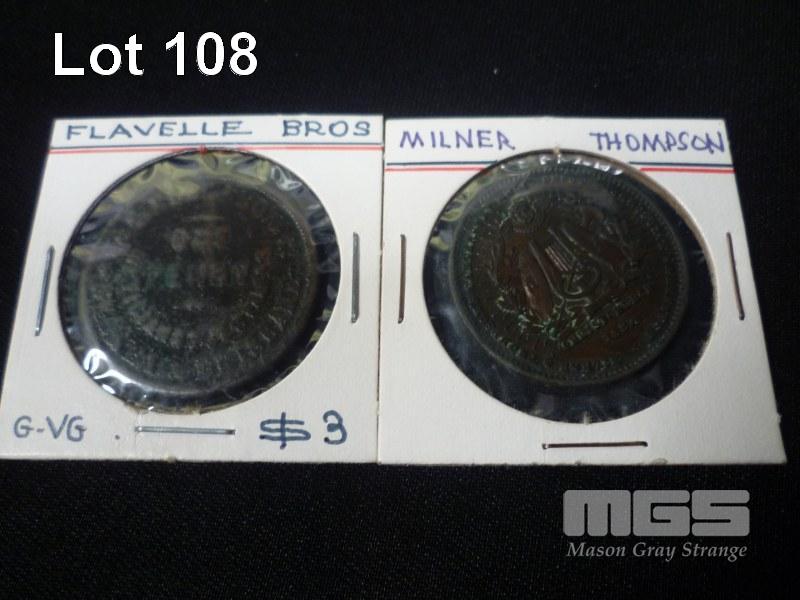 Lot 108
FLAVELLE BROS
MILNER THOMPSON
G-VG . $3
MGS
Mason Gray Strange